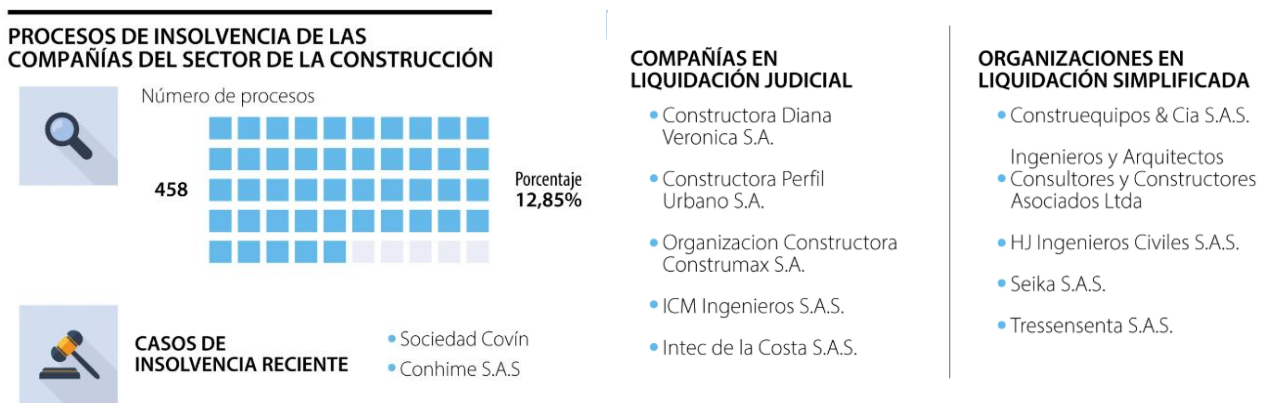 PROCESOS DE INSOLVENCIA DE LAS
COMPAÑÍAS DEL SECTOR DE LA CONSTRUCCIÓN
Número de procesos
458
Porcentaje
12,85%
CASOS DE
INSOLVENCIA RECIENTE
Sociedad Covín
Conhime S.A.S
COMPAÑÍAS EN
LIQUIDACIÓN JUDICIAL
Constructora Diana
Veronica S.A.
Constructora Perfil
Urbano S.A.
Organizacion Constructora
Construmax S.A.
ICM Ingenieros S.A.S.
Intec de la Costa S.A.S.
ORGANIZACIONES EN
LIQUIDACIÓN SIMPLIFICADA
Construequipos & Cia S.A.S.
Ingenieros y Arquitectos
Consultores y Constructores
Asociados Ltda
HJ Ingenieros Civiles S.A.S.
Seika S.A.S.
Tressensenta S.A.S.